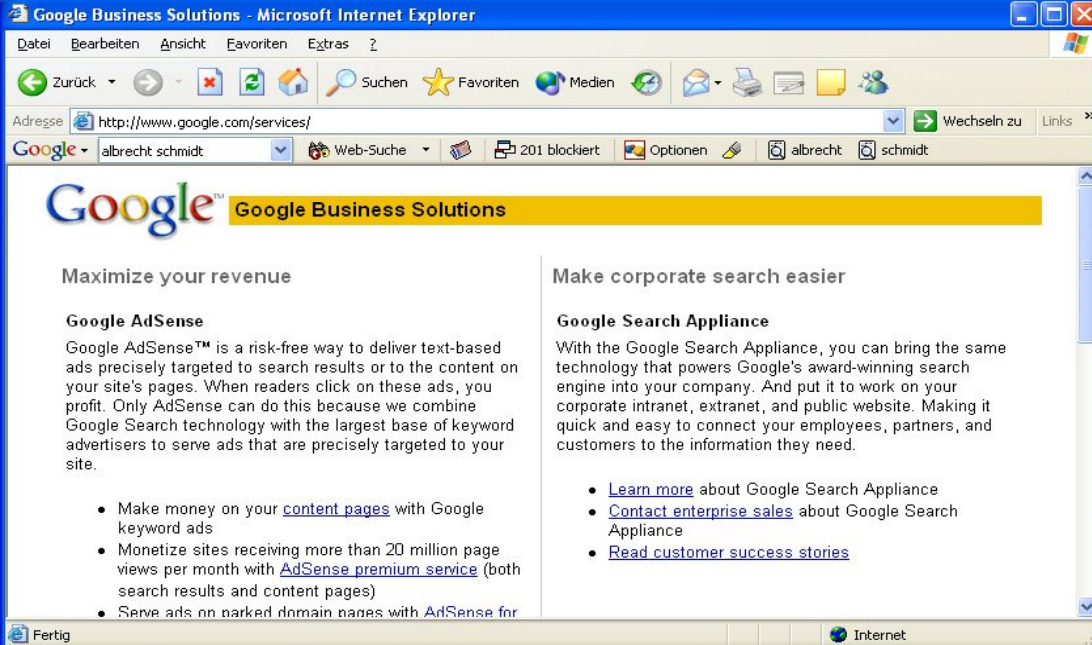 Google Business Solutions - Microsoft Internet Explorer
Datei Bearbeiten Ansicht Favoriten Extras ?
Zurück Suchen Favoriten Medien
Adresse http://www.google.com/services/ Wechseln zu Links »
Google albrecht schmidt Web-Suche 201 blockiert Optionen albrecht schmidt
Google™ Google Business Solutions
Maximize your revenue
Google AdSense
Google AdSense™ is a risk-free way to deliver text-based
ads precisely targeted to search results or to the content on
your site's pages. When readers click on these ads, you
profit. Only AdSense can do this because we combine
Google Search technology with the largest base of keyword
advertisers to serve ads that are precisely targeted to your
site.
• Make money on your content pages with Google
keyword ads
• Monetize sites receiving more than 20 million page
views per month with AdSense premium service (both
search results and content pages)
• Serve ads on parked domain pages with AdSense for
Make corporate search easier
Google Search Appliance
With the Google Search Appliance, you can bring the same
technology that powers Google's award-winning search
engine into your company. And put it to work on your
corporate intranet, extranet, and public website. Making it
quick and easy to connect your employees, partners, and
customers to the information they need.
• Learn more about Google Search Appliance
• Contact enterprise sales about Google Search
Appliance
• Read customer success stories
Fertig Internet